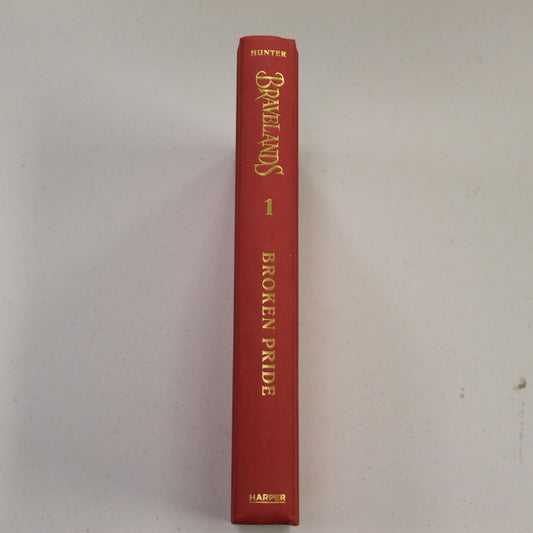 HUNTER
BRAVELANDS
1
BROKEN PRIDE
HARPER